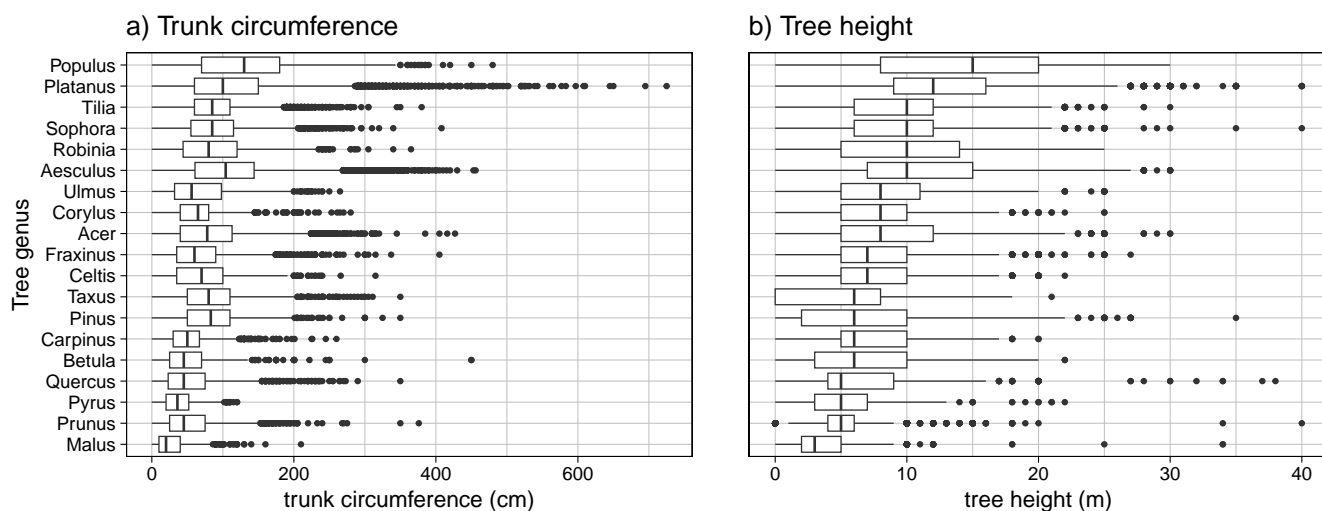 a) Trunk circumference
b) Tree height
Tree genus
Populus
Platanus
Tilia
Sophora
Robinia
Aesculus
Ulmus
Corylus
Acer
Fraxinus
Celtis
Taxus
Pinus
Carpinus
Betula
Quercus
Pyrus
Prunus
Malus
0 200 400 600
trunk circumference (cm)
0 10 20 30 40
tree height (m)